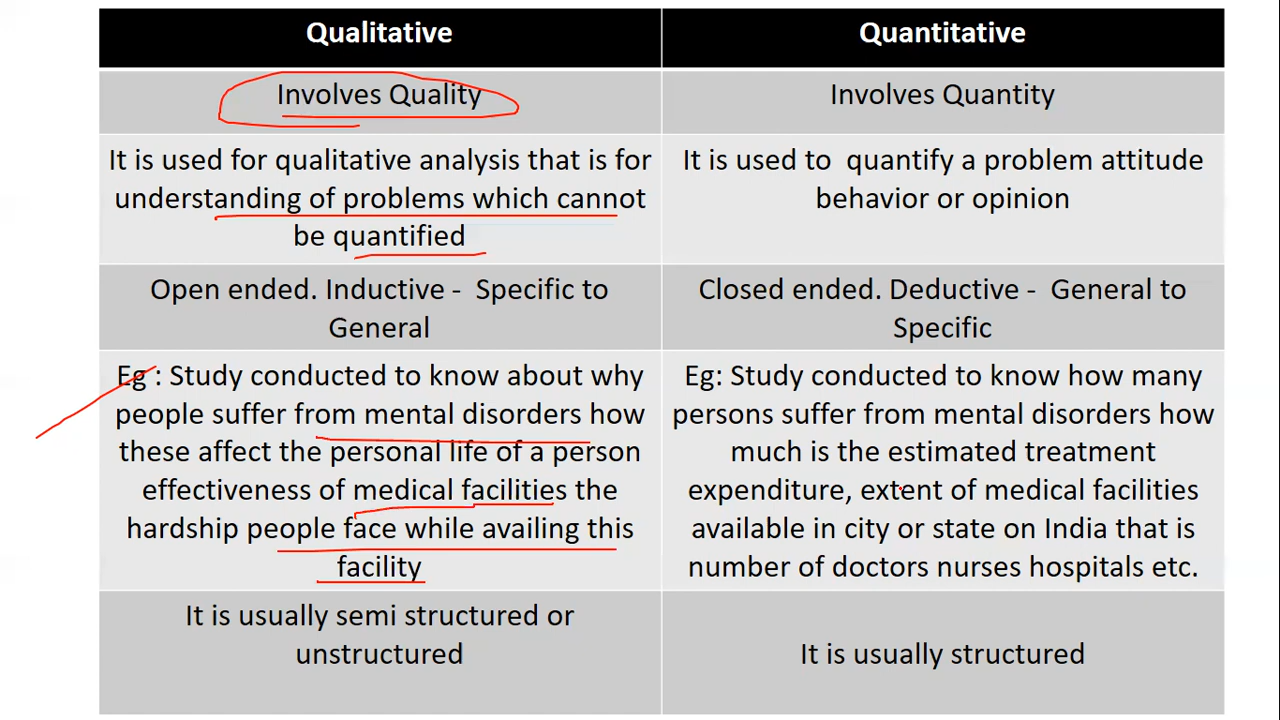 Qualitative
Quantitative
Involves Quality
Involves Quantity
It is used for qualitative analysis that is for
understanding of problems which cannot
be quantified
It is used to quantify a problem attitude
behavior or opinion
Open ended. Inductive - Specific to
General
Closed ended. Deductive - General to
Specific
Eg : Study conducted to know about why
people suffer from mental disorders how
these affect the personal life of a person
effectiveness of medical facilities the
hardship people face while availing this
facility
Eg: Study conducted to know how many
persons suffer from mental disorders how
much is the estimated treatment
expenditure, extent of medical facilities
available in city or state on India that is
number of doctors nurses hospitals etc.
It is usually semi structured or
unstructured
It is usually structured